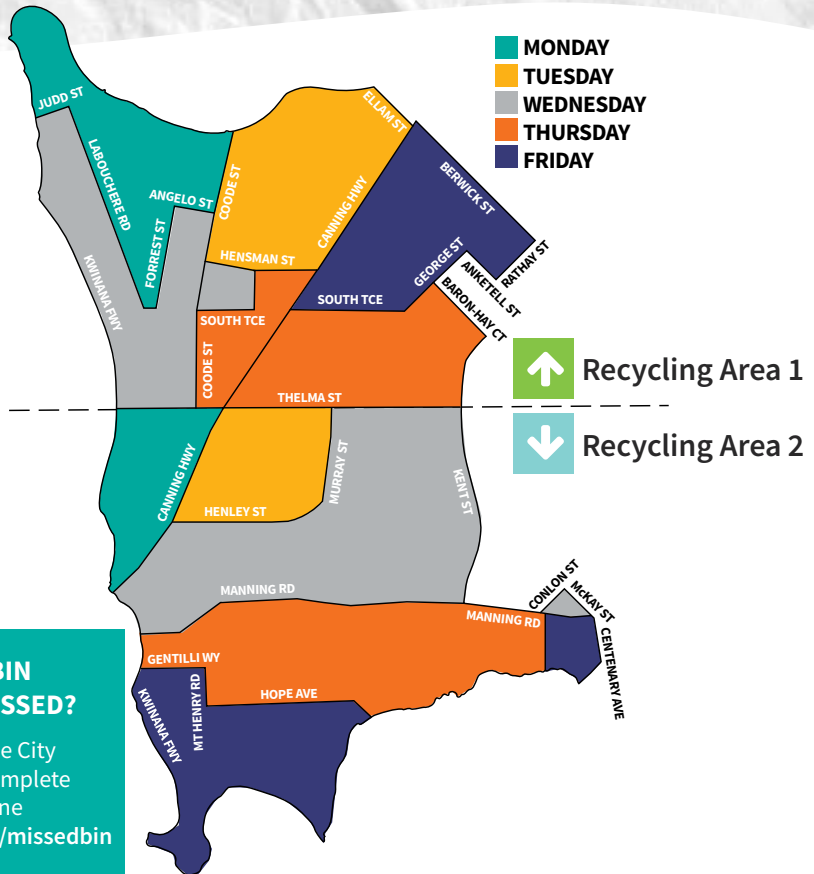 MONDAY
TUESDAY
WEDNESDAY
THURSDAY
FRIDAY
JUDD ST
LABOUCHERE RD
ANGELO ST
FORREST ST
COODE ST
ELLAM ST
CANNING HWY
BERWICK ST
HENSMAN ST
KWINANA FWY
GEORGE ST
RATHAY ST
ANKETELL ST
BARON-HAY CT
SOUTH TCE
SOUTH TCE
COODE ST
THELMA ST
Recycling Area 1
Recycling Area 2
CANNING HWY
MURRAY ST
KENT ST
HENLEY ST
MANNING RD
CONLON ST
McKAY ST
MANNING RD
CENTENARY AVE
GENTILLI WY
MT HENRY RD
HOPE AVE
KWINANA FWY
BIN
SSED?
e City
mplete
ne
/missedbin